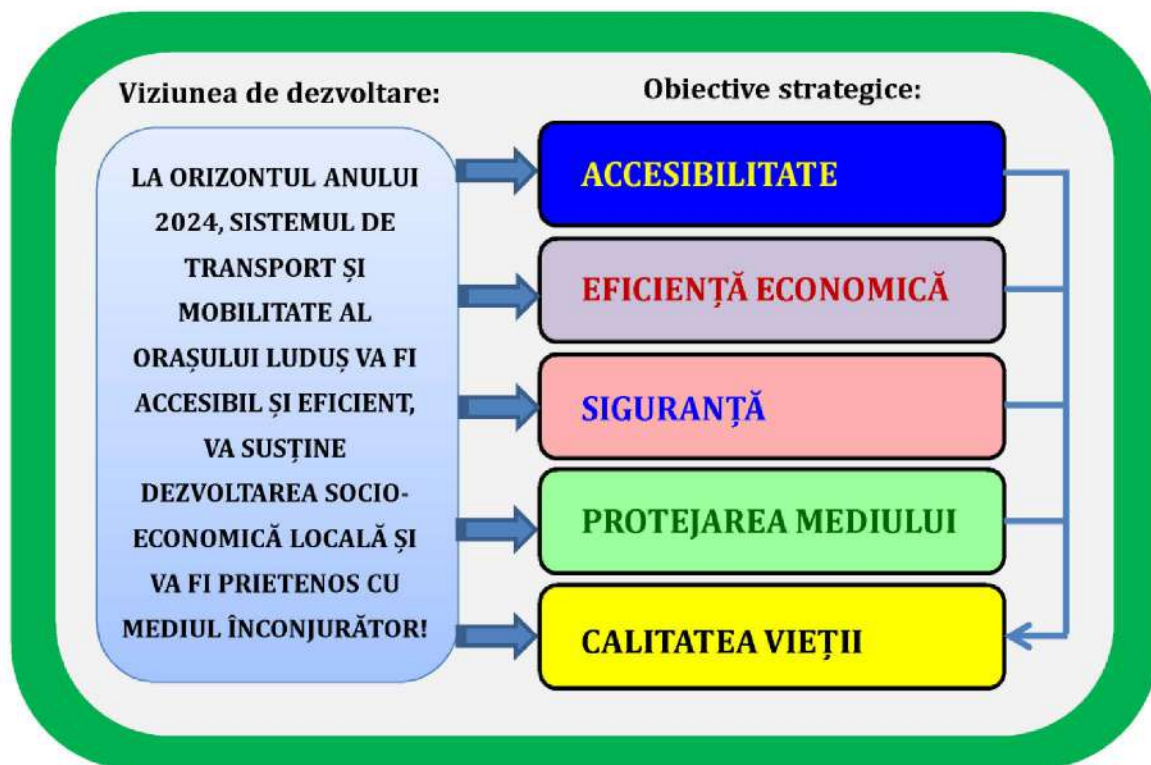 Viziunea de dezvoltare:
LA ORIZONTUL ANULUI
2024, SISTEMUL DE
TRANSPORT ȘI
MOBILITATE AL
ORAȘULUI LUDUȘ VA FI
ACCESIBIL ȘI EFICIENT,
VA SUSȚINE
DEZVOLTAREA SOCIO-
ECONOMICĂ LOCALĂ ȘI
VA FI PRIETENOS CU
MEDIUL ÎNCONJURĂTOR!
Obiective strategice:
ACCESIBILITATE
EFICIENȚĂ ECONOMICĂ
SIGURANȚĂ
PROTEJAREA MEDIULUI
CALITATEA VIEȚII